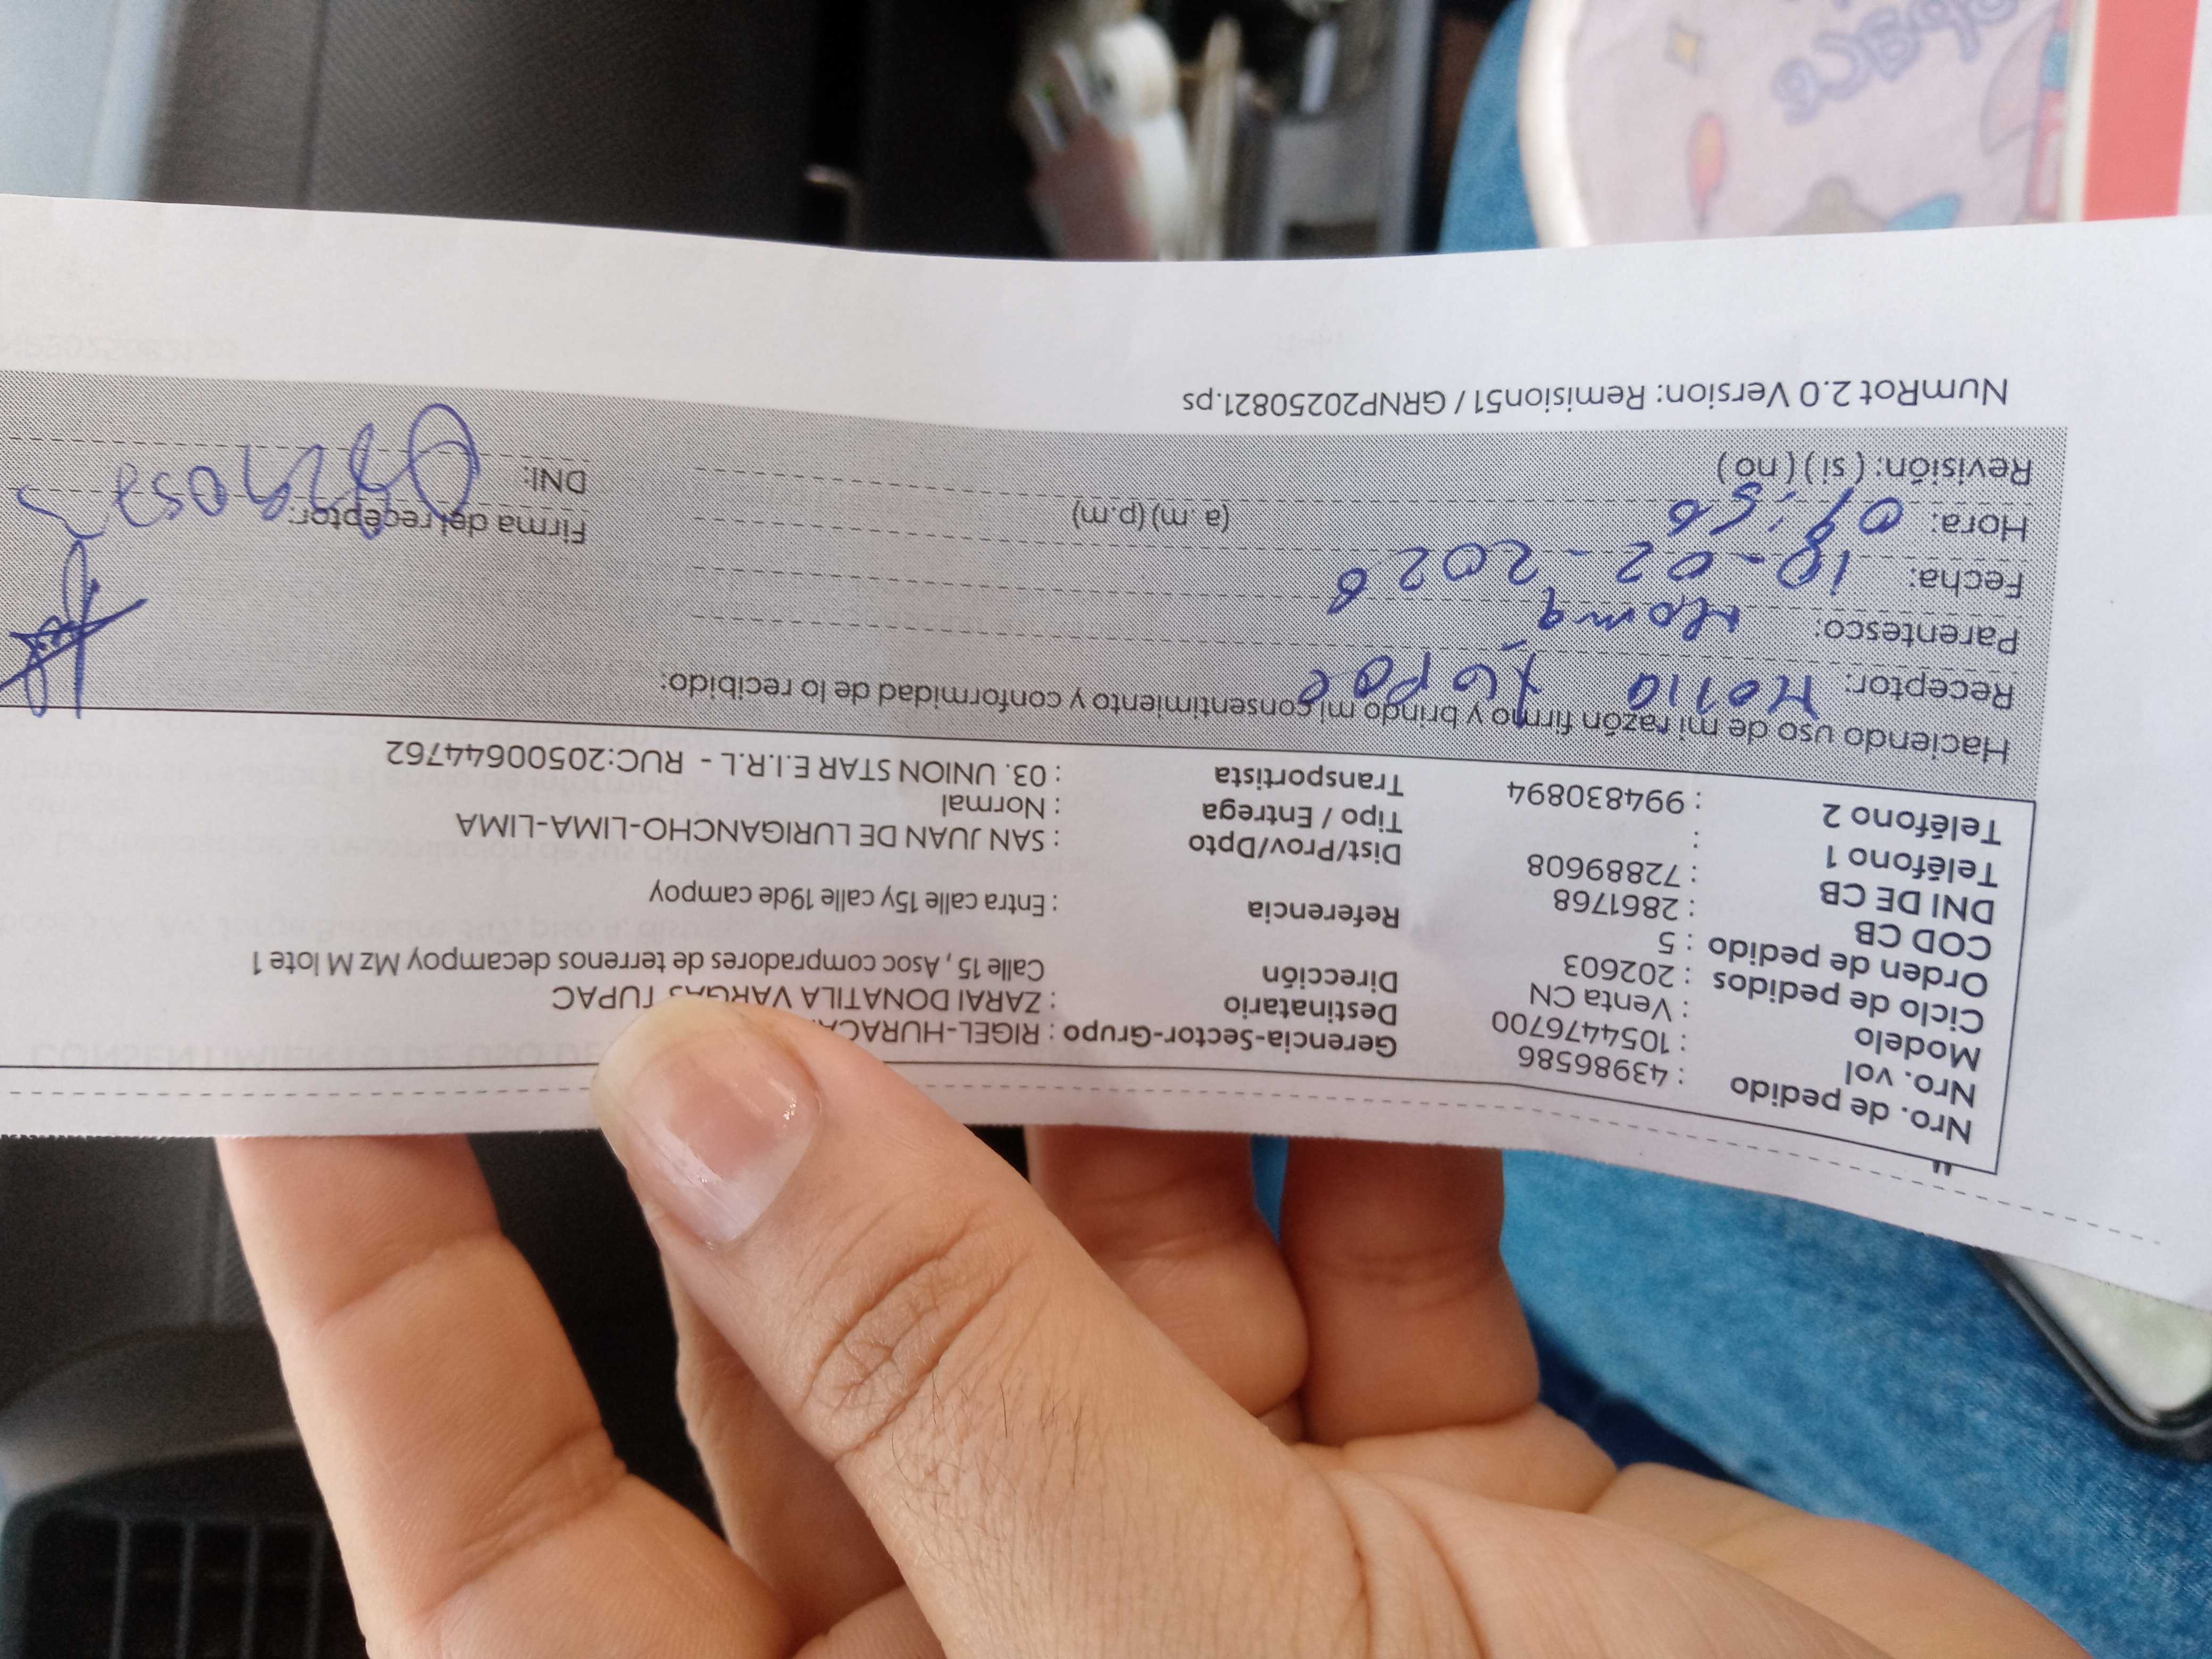 Nro. de pedido : 43986586
Nro. vol : 1054476700
Modelo : Venta CN
Ciclo de pedidos : 202603
Orden de pedido : 5
COD CB : 2861768
DNI DE CB : 72889608
Teléfono 1 :
Teléfono 2 : 994830894
Gerencia-Sector-Grupo : RIGEL-HURACA
Destinatario : ZARAI DONATILA VARGAS TUPAC
Dirección Calle 15 , Asoc compradores de terrenos decampoy Mz M lote 1
Referencia : Entra calle 15y calle 19de campoy
Dist/Prov/Dpto : SAN JUAN DE LURIGANCHO-LIMA-LIMA
Tipo / Entrega : Normal
Transportista : 03. UNION STAR E.I.R.L - RUC:20500644762
Haciendo uso de mi razón firmo y brindo mi consentimiento y conformidad de lo recibido:
Receptor:
Parentesco: Mamá
Fecha: 18-02-2026
Hora: 09:56 (a.m) (p.m)
Revisión: ( si ) ( no )
Firma del receptor:
DNI:
NumRot 2.0 Version: Remision51 / GRNP20250821.ps
space